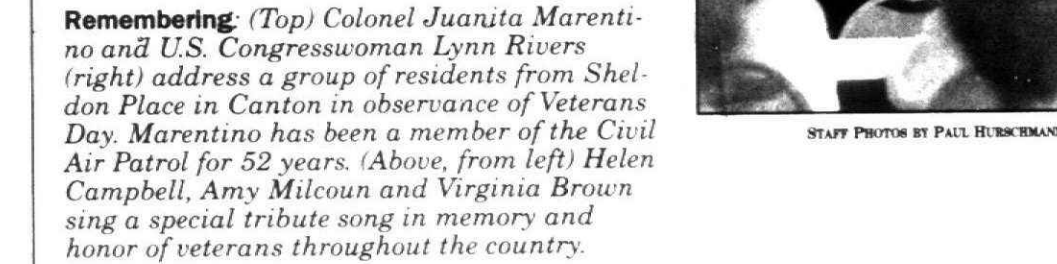 Remembering: (Top) Colonel Juanita Marenti-
no and U.S. Congresswoman Lynn Rivers
(right) address a group of residents from Shel-
don Place in Canton in observance of Veterans
Day. Marentino has been a member of the Civil
Air Patrol for 52 years. (Above, from left) Helen
Campbell, Amy Milcoun and Virginia Brown
sing a special tribute song in memory and
honor of veterans throughout the country.
STAFF PHOTOS BY PAUL HURSCHMANN